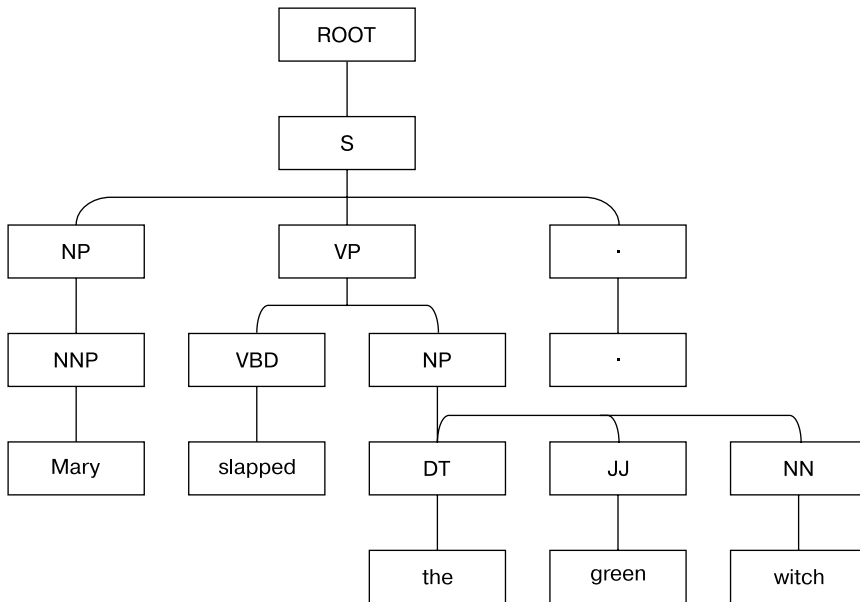 ROOT
S
NP VP .
NNP VBD NP .
Mary slapped DT JJ NN
the green witch